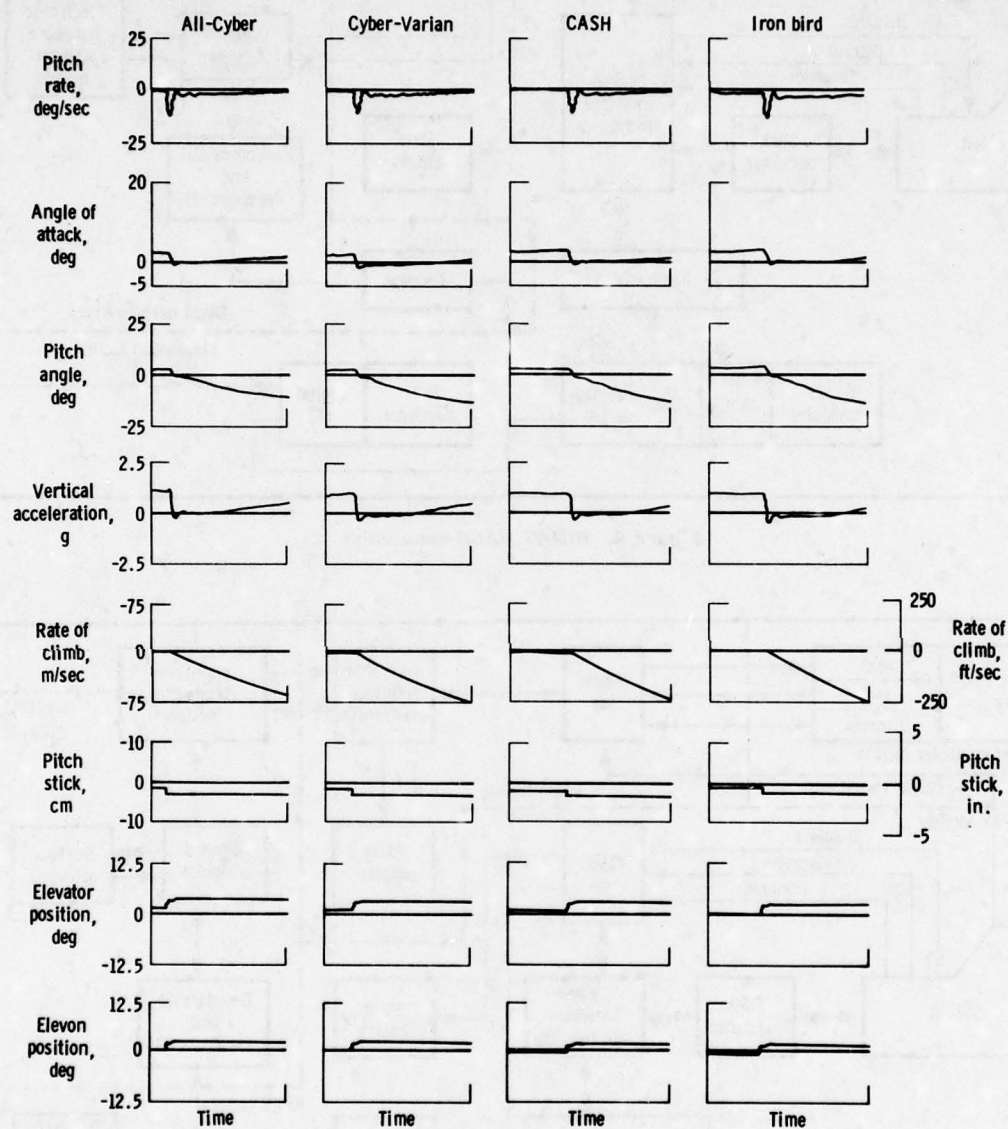 All-Cyber Cyber-Varian CASH Iron bird
25
Pitch
rate,
deg/sec
0
-25
20
Angle of
attack,
deg
0
-5
25
Pitch
angle,
deg
0
-25
2.5
Vertical
acceleration,
g
0
-2.5
-75
Rate of
climb,
m/sec
0
-75
250
0
-250
Rate of
climb,
ft/sec
-10
Pitch
stick,
cm
0
-10
5
0
-5
Pitch
stick,
in.
12.5
Elevator
position,
deg
0
-12.5
12.5
Elevon
position,
deg
0
-12.5
Time Time Time Time